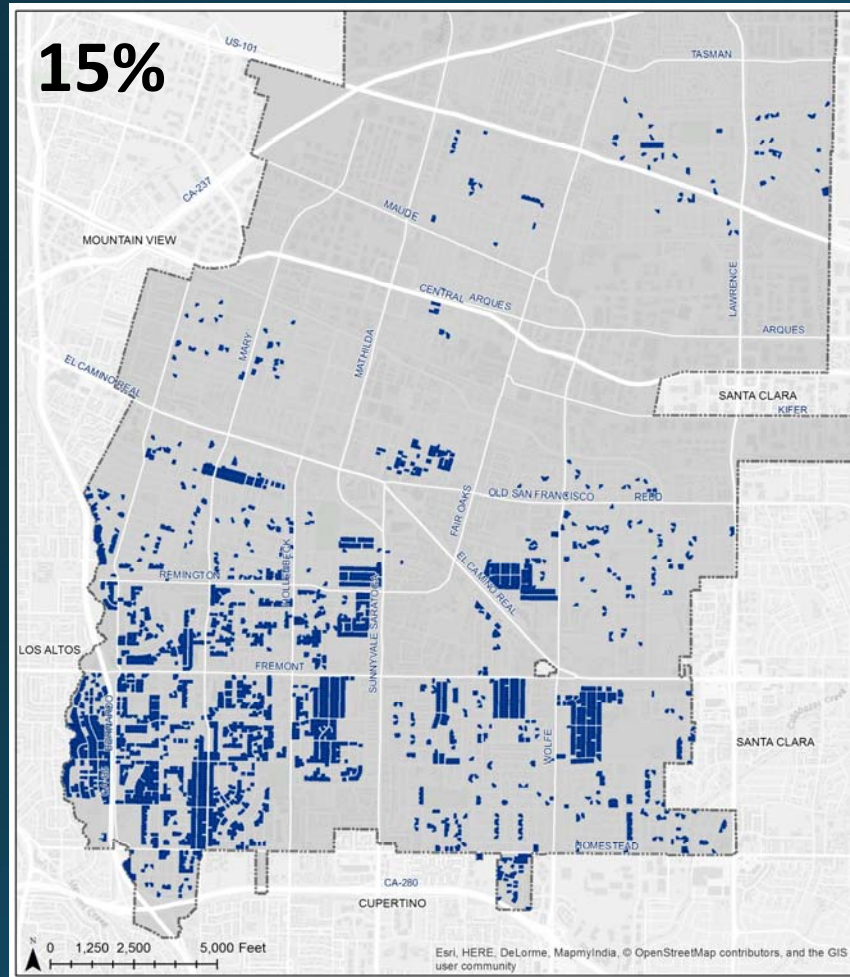 15%
US-101
TASMAN
CA-237
MAUDE
MOUNTAIN VIEW
LAWRENCE
CENTRAL ARQUES
ARQUES
MARY
MATHILDA
EL CAMINO REAL
SANTA CLARA
KIFER
OLD SAN FRANCISCO
REED
FAIR OAKS
HOLLENBECK
EL CAMINO REAL
REMINGTON
SUNNYVALE SARATOGA
LOS ALTOS
FREMONT
BERNARDO
WOLFE
SANTA CLARA
HOMESTEAD
CA-280
CUPERTINO
N
0 1,250 2,500 5,000 Feet
Esri, HERE, DeLorme, MapmyIndia, © OpenStreetMap contributors, and the GIS
user community